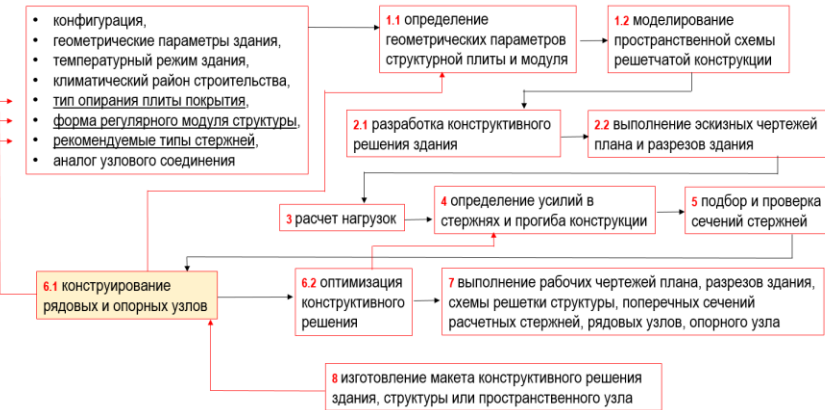 • конфигурация,
• геометрические параметры здания,
• температурный режим здания,
• климатический район строительства,
• тип опирания плиты покрытия,
• форма регулярного модуля структуры,
• рекомендуемые типы стержней,
• аналог узлового соединения
1.1 определение
геометрических параметров
структурной плиты и модуля
1.2 моделирование
пространственной схемы
решетчатой конструкции
2.1 разработка конструктивного
решения здания
2.2 выполнение эскизных чертежей
плана и разрезов здания
3 расчет нагрузок
4 определение усилий в
стержнях и прогиба конструкции
5 подбор и проверка
сечений стержней
6.1 конструирование
рядовых и опорных узлов
6.2 оптимизация
конструктивного
решения
7 выполнение рабочих чертежей плана, разрезов здания,
схемы решетки структуры, поперечных сечений
расчетных стержней, рядовых узлов, опорного узла
8 изготовление макета конструктивного решения
здания, структуры или пространственного узла